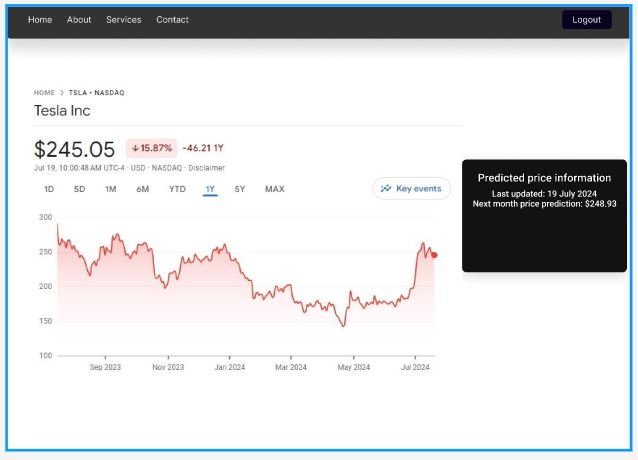 Home About Services Contact Logout
HOME > TSLA • NASDAQ
Tesla Inc
$245.05 ↓15.87% -46.21 1Y
Jul 19, 10:00:48 AM UTC-4 · USD · NASDAQ · Disclaimer
1D 5D 1M 6M YTD 1Y 5Y MAX Key events
300
250
200
150
100
Sep 2023 Nov 2023 Jan 2024 Mar 2024 May 2024 Jul 2024
Predicted price information
Last updated: 19 July 2024
Next month price prediction: $248.93